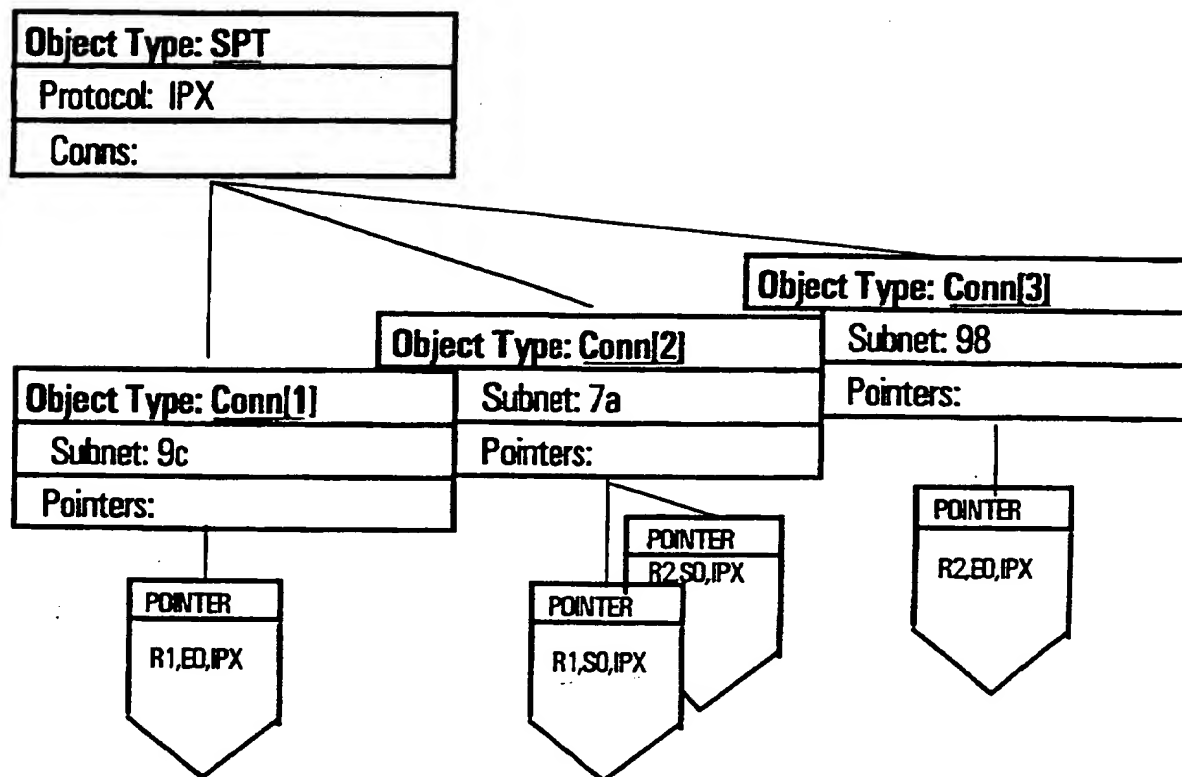 Object Type: SPT
Protocol: IPX
Conns:
Object Type: Conn[3]
Subnet: 98
Pointers:
Object Type: Conn[2]
Subnet: 7a
Pointers:
Object Type: Conn[1]
Subnet: 9c
Pointers:
POINTER
R2,E0,IPX
POINTER
R2,S0,IPX
POINTER
R1,S0,IPX
POINTER
R1,E0,IPX